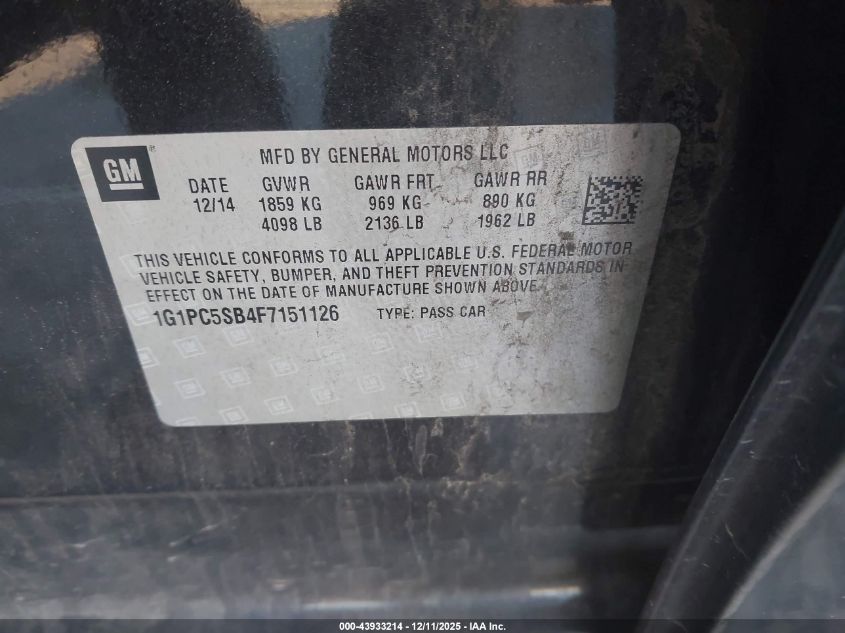 GM
MFD BY GENERAL MOTORS LLC
DATE GVWR GAWR FRT GAWR RR
12/14 1859 KG 969 KG 890 KG
4098 LB 2136 LB 1962 LB
THIS VEHICLE CONFORMS TO ALL APPLICABLE U.S. FEDERAL MOTOR
VEHICLE SAFETY, BUMPER, AND THEFT PREVENTION STANDARDS IN
EFFECT ON THE DATE OF MANUFACTURE SHOWN ABOVE.
1G1PC5SB4F7151126 TYPE: PASS CAR
000-43933214 - 12/11/2025 - IAA Inc.